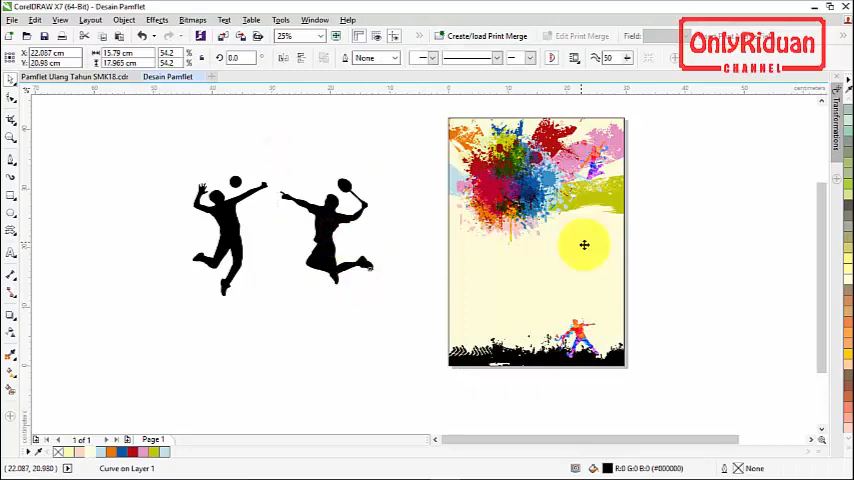 CorelDRAW X7 (64-Bit) - Desain Pamflet
File Edit View Layout Object Effects Bitmaps Text Table Tools Window Help
25% Create/load Print Merge Edit Print Merge Field:
X: 22.087 cm 15.79 cm 54.2 0.0 None 50
Y: 20.98 cm 17.965 cm 54.2
OnlyRiduan
CHANNEL
Pamflet Ulang Tahun SMK18.cdr Desain Pamflet
centimeters
Transformations
1 of 1 Page 1
(22.087, 20.980) Curve on Layer 1 R:0 G:0 B:0 (#000000) None